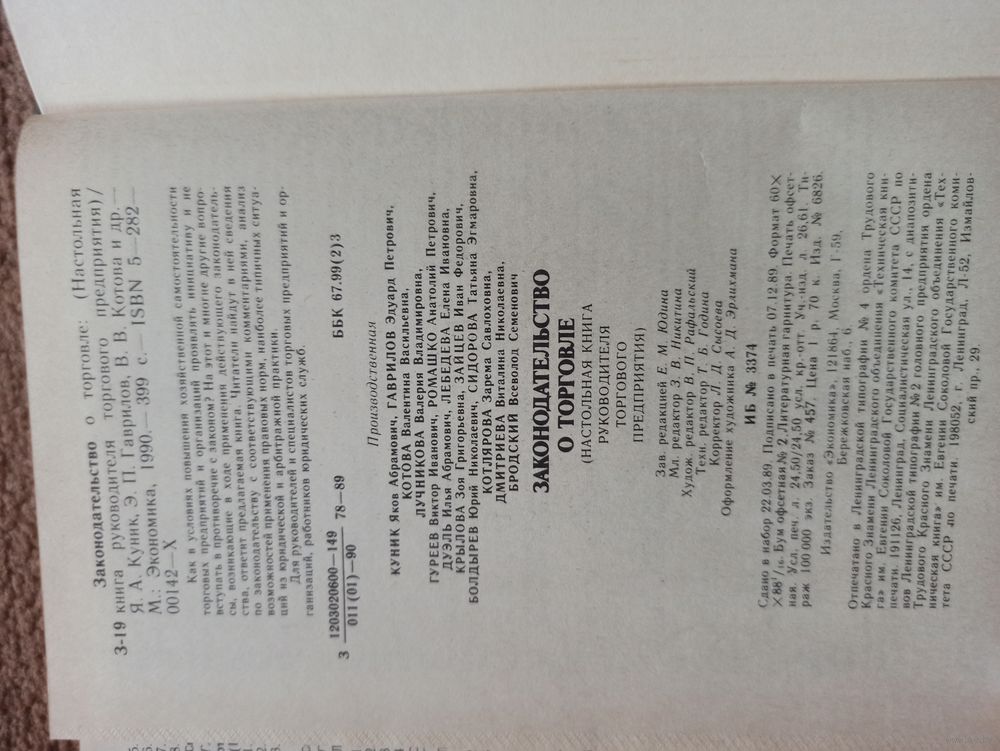 Законодательство о торговле: (Настольная
З-19 книга руководителя торгового предприятия)/
Я. А. Куник, Э. П. Гаврилов, В. В. Котова и др.—
М.: Экономика. 1990.— 399 с.— ISBN 5—282—
00142—X
Как в условиях повышения хозяйственной самостоятельности
торговых предприятий и организаций проявлять инициативу и не
вступать в противоречие с законом? На этот и многие другие вопро-
сы, возникающие в ходе применения действующего законодатель-
ства, ответит предлагаемая книга. Читатели найдут в ней сведения
по законодательству с соответствующими комментариями, анализ
возможностей применения правовых норм, наиболее типичных ситуа-
ций из юридической и арбитражной практики.
Для руководителей и специалистов торговых предприятий и ор-
ганизаций, работников юридических служб.
З 1203020600—149
011 (01)—90 78—89 ББК 67.99(2)3
Производственная
КУНИК Яков Абрамович, ГАВРИЛОВ Эдуард Петрович,
КОТОВА Валентина Васильевна,
ЛУЧНИКОВА Валерия Владимировна,
ГУРЕЕВ Виктор Иванович, РОМАШКО Анатолий Петрович,
ДУЭЛЬ Илья Абрамович, ЛЕБЕДЕВА Елена Ивановна,
КРЫЛОВА Зоя Григорьевна, ЗАЙЦЕВ Иван Федорович,
БОЛДЫРЕВ Юрий Николаевич, СИДОРОВА Татьяна Эгмаровна,
КОТЛЯРОВА Зарема Савлоховна,
ДМИТРИЕВА Виталина Николаевна,
БРОДСКИЙ Всеволод Семенович
ЗАКОНОДАТЕЛЬСТВО
О ТОРГОВЛЕ
(НАСТОЛЬНАЯ КНИГА
РУКОВОДИТЕЛЯ
ТОРГОВОГО
ПРЕДПРИЯТИЯ)
Зав. редакцией Е. М. Юдина
Мл. редактор З. В. Никитина
Худож. редактор В. П. Рафальский
Техн. редактор Т. Б. Година
Корректор Л. Д. Сысоева
Оформление художника А. Д. Эрлихмана
ИБ № 3374
Сдано в набор 22.03.89. Подписано в печать 07.12.89. Формат 60×
×88 1/16. Бум офсетная № 2. Литературная гарнитура. Печать офсет-
ная. Усл. печ. л. 24,50/24,50 усл. кр.-отт. Уч.-изд. л. 26,61. Ти-
раж 100 000 экз. Заказ № 457. Цена 1 р. 70 к. Изд. № 6826.
Издательство «Экономика», 121864, Москва, Г-59,
Бережковская наб., 6.
Отпечатано в Ленинградской типографии № 4 ордена Трудового
Красного Знамени Ленинградского объединения «Техническая кни-
га» им. Евгении Соколовой Государственного комитета СССР по
печати. 191126, Ленинград, Социалистическая ул., 14, с диапозити-
вов Ленинградской типографии № 2 головного предприятия ордена
Трудового Красного Знамени Ленинградского объединения «Тех-
ническая книга» им. Евгении Соколовой Государственного коми-
тета СССР по печати. 198052, г. Ленинград, Л-52, Измайлов-
ский пр., 29.